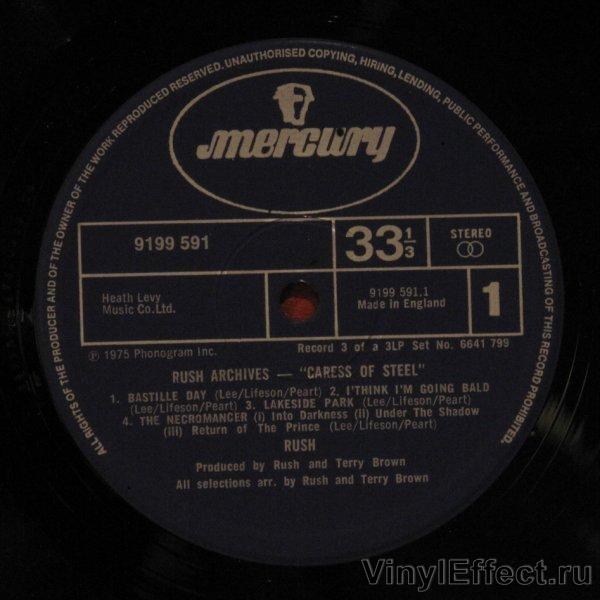 ALL RIGHTS OF THE PRODUCER AND OF THE OWNER OF THE WORK REPRODUCED RESERVED. UNAUTHORISED COPYING, HIRING, LENDING, PUBLIC PERFORMANCE AND BROADCASTING OF THIS RECORD PROHIBITED.
mercury
9199 591
33 1/3
STEREO
Heath Levy
Music Co.Ltd.
9199 591.1
Made in England
1
℗ 1975 Phonogram Inc.
Record 3 of a 3LP Set No. 6641 799
RUSH ARCHIVES — "CARESS OF STEEL"
1. BASTILLE DAY (Lee/Lifeson/Peart) 2. I'THINK I'M GOING BALD
(Lee/Lifeson/Peart) 3. LAKESIDE PARK (Lee/Lifeson/Peart)
4. THE NECROMANCER (i) Into Darkness (ii) Under The Shadow
(iii) Return of The Prince (Lee/Lifeson/Peart)
RUSH
Produced by Rush and Terry Brown
All selections arr. by Rush and Terry Brown
VinylEffect.ru